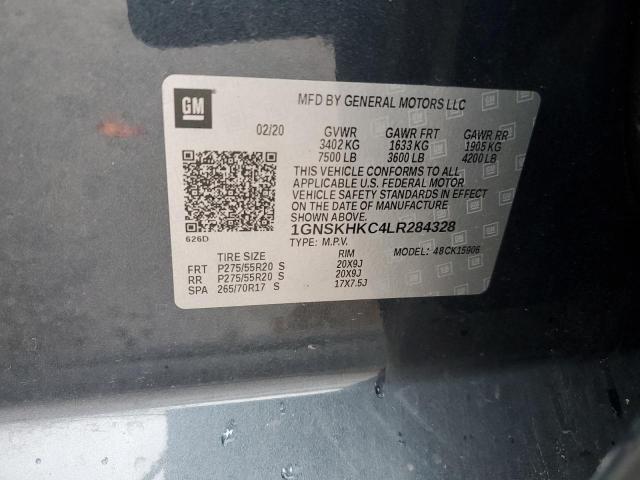 GM
MFD BY GENERAL MOTORS LLC
02/20 GVWR GAWR FRT GAWR RR
3402 KG 1633 KG 1905 KG
7500 LB 3600 LB 4200 LB
THIS VEHICLE CONFORMS TO ALL
APPLICABLE U.S. FEDERAL MOTOR
VEHICLE SAFETY STANDARDS IN EFFECT
ON THE DATE OF MANUFACTURE
SHOWN ABOVE.
1GNSKHKC4LR284328
626D TYPE: M.P.V. MODEL: 48CK15906
TIRE SIZE RIM
FRT P275/55R20 S 20X9J
RR P275/55R20 S 20X9J
SPA 265/70R17 S 17X7.5J